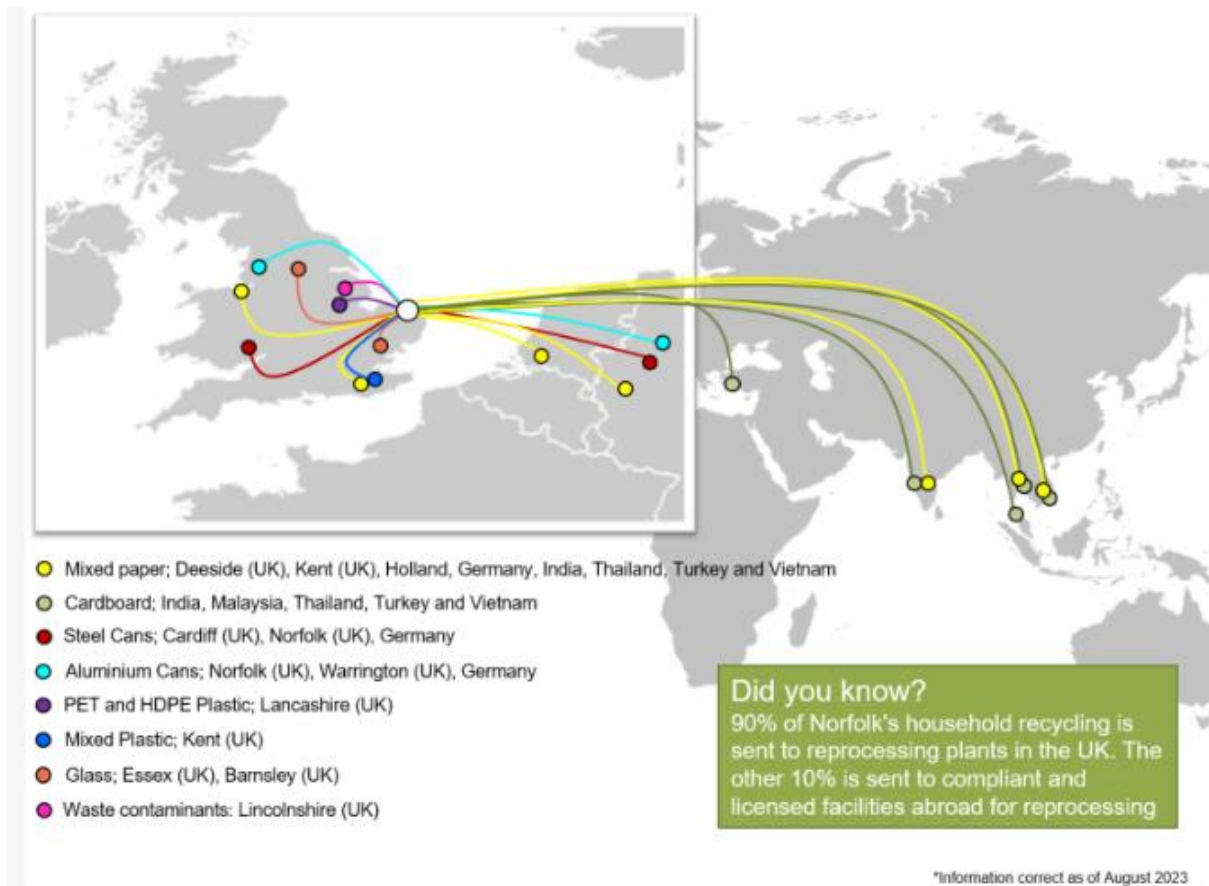 Mixed paper; Deeside (UK), Kent (UK), Holland, Germany, India, Thailand, Turkey and Vietnam
Cardboard; India, Malaysia, Thailand, Turkey and Vietnam
Steel Cans; Cardiff (UK), Norfolk (UK), Germany
Aluminium Cans; Norfolk (UK), Warrington (UK), Germany
PET and HDPE Plastic; Lancashire (UK)
Mixed Plastic; Kent (UK)
Glass; Essex (UK), Barnsley (UK)
Waste contaminants: Lincolnshire (UK)
Did you know?
90% of Norfolk's household recycling is
sent to reprocessing plants in the UK. The
other 10% is sent to compliant and
licensed facilities abroad for reprocessing
*Information correct as of August 2023